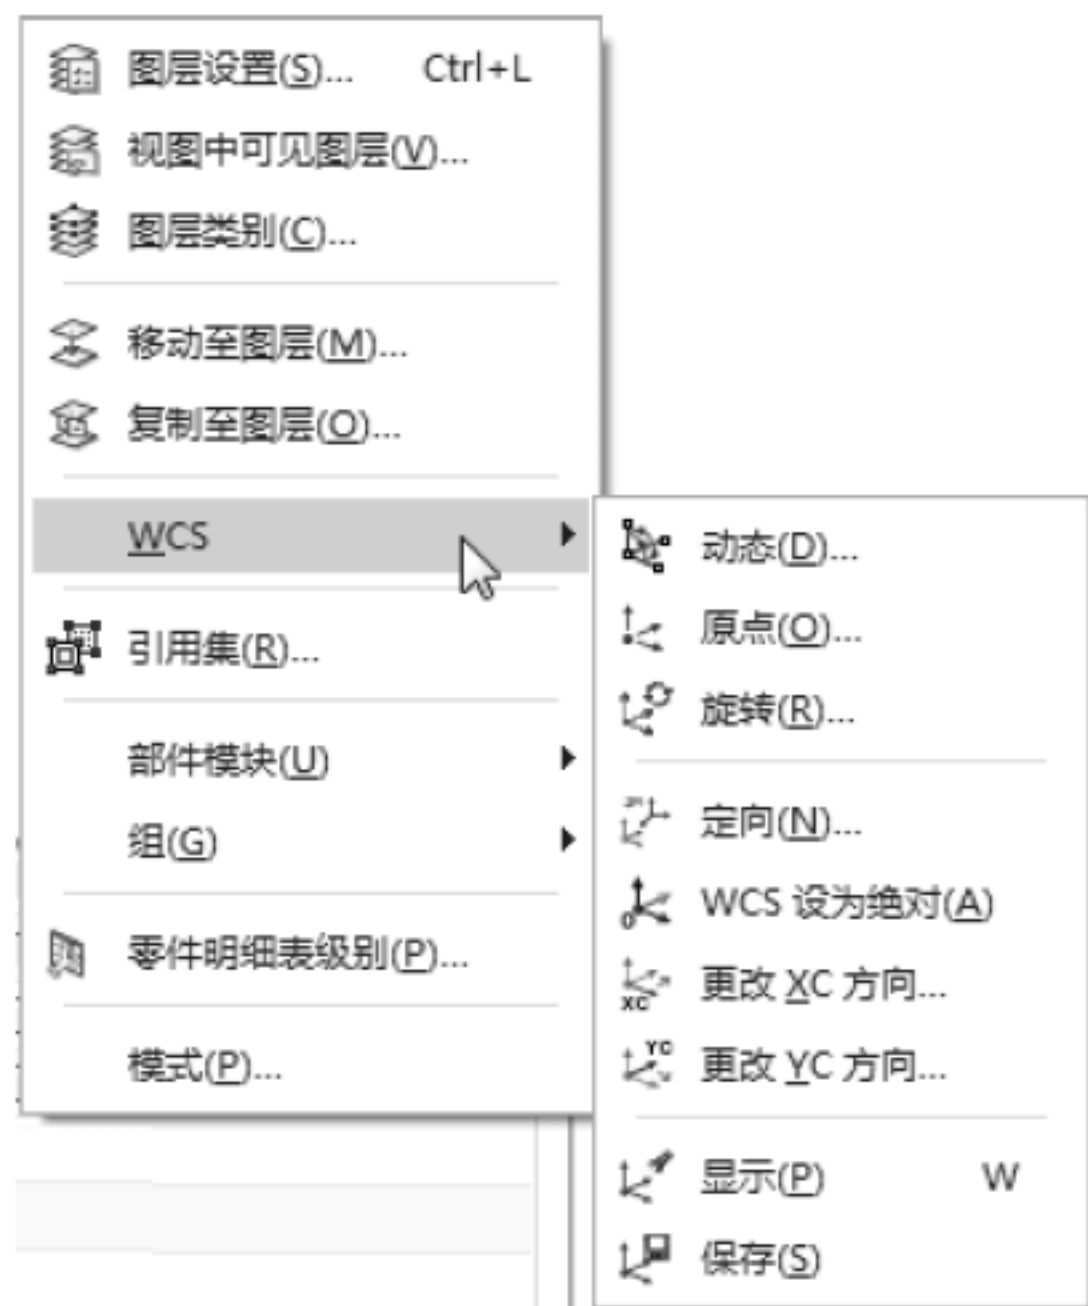 图层设置(S)... Ctrl+L
视图中可见图层(V)...
图层类别(C)...
移动至图层(M)...
复制至图层(O)...
WCS
引用集(R)...
部件模块(U)
组(G)
零件明细表级别(P)...
模式(P)...
动态(D)...
原点(O)...
旋转(R)...
定向(N)...
WCS 设为绝对(A)
XC
更改 XC 方向...
YC
更改 YC 方向...
显示(P) W
保存(S)